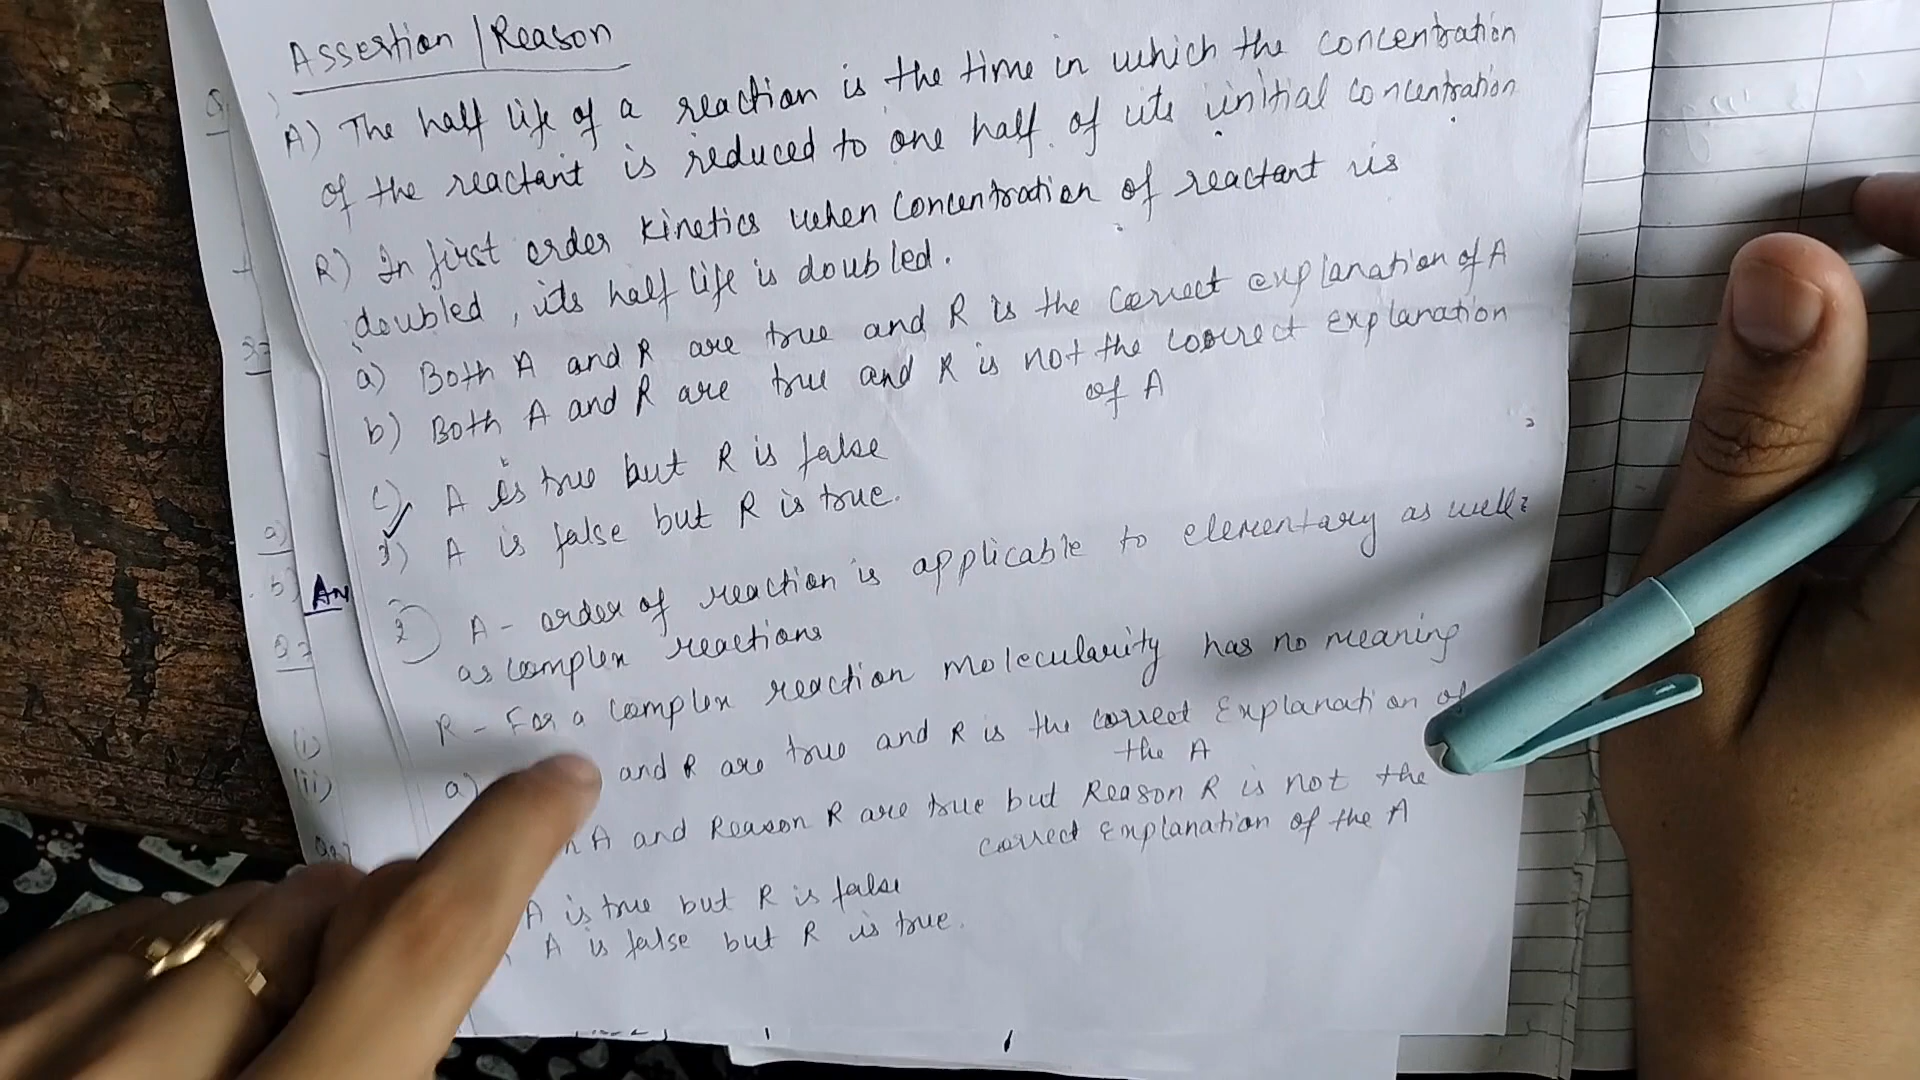 Assertion | Reason
A) The half life of a reaction is the time in which the concentration
of the reactant is reduced to one half of its initial concentration
R) In first order kinetics when concentration of reactant is
doubled, its half life is doubled.
a) Both A and R are true and R is the correct explanation of A
b) Both A and R are true and R is not the correct explanation
of A
c) A is true but R is false
d) A is false but R is true.
2) A - order of reaction is applicable to elementary as well
as complex reactions
R - For a complex reaction molecularity has no meaning
a) and R are true and R is the correct Explanation of
the A
A and Reason R are true but Reason R is not the
correct Explanation of the A
A is true but R is false
A is false but R is true.
a)
b) An
(i)
(ii)